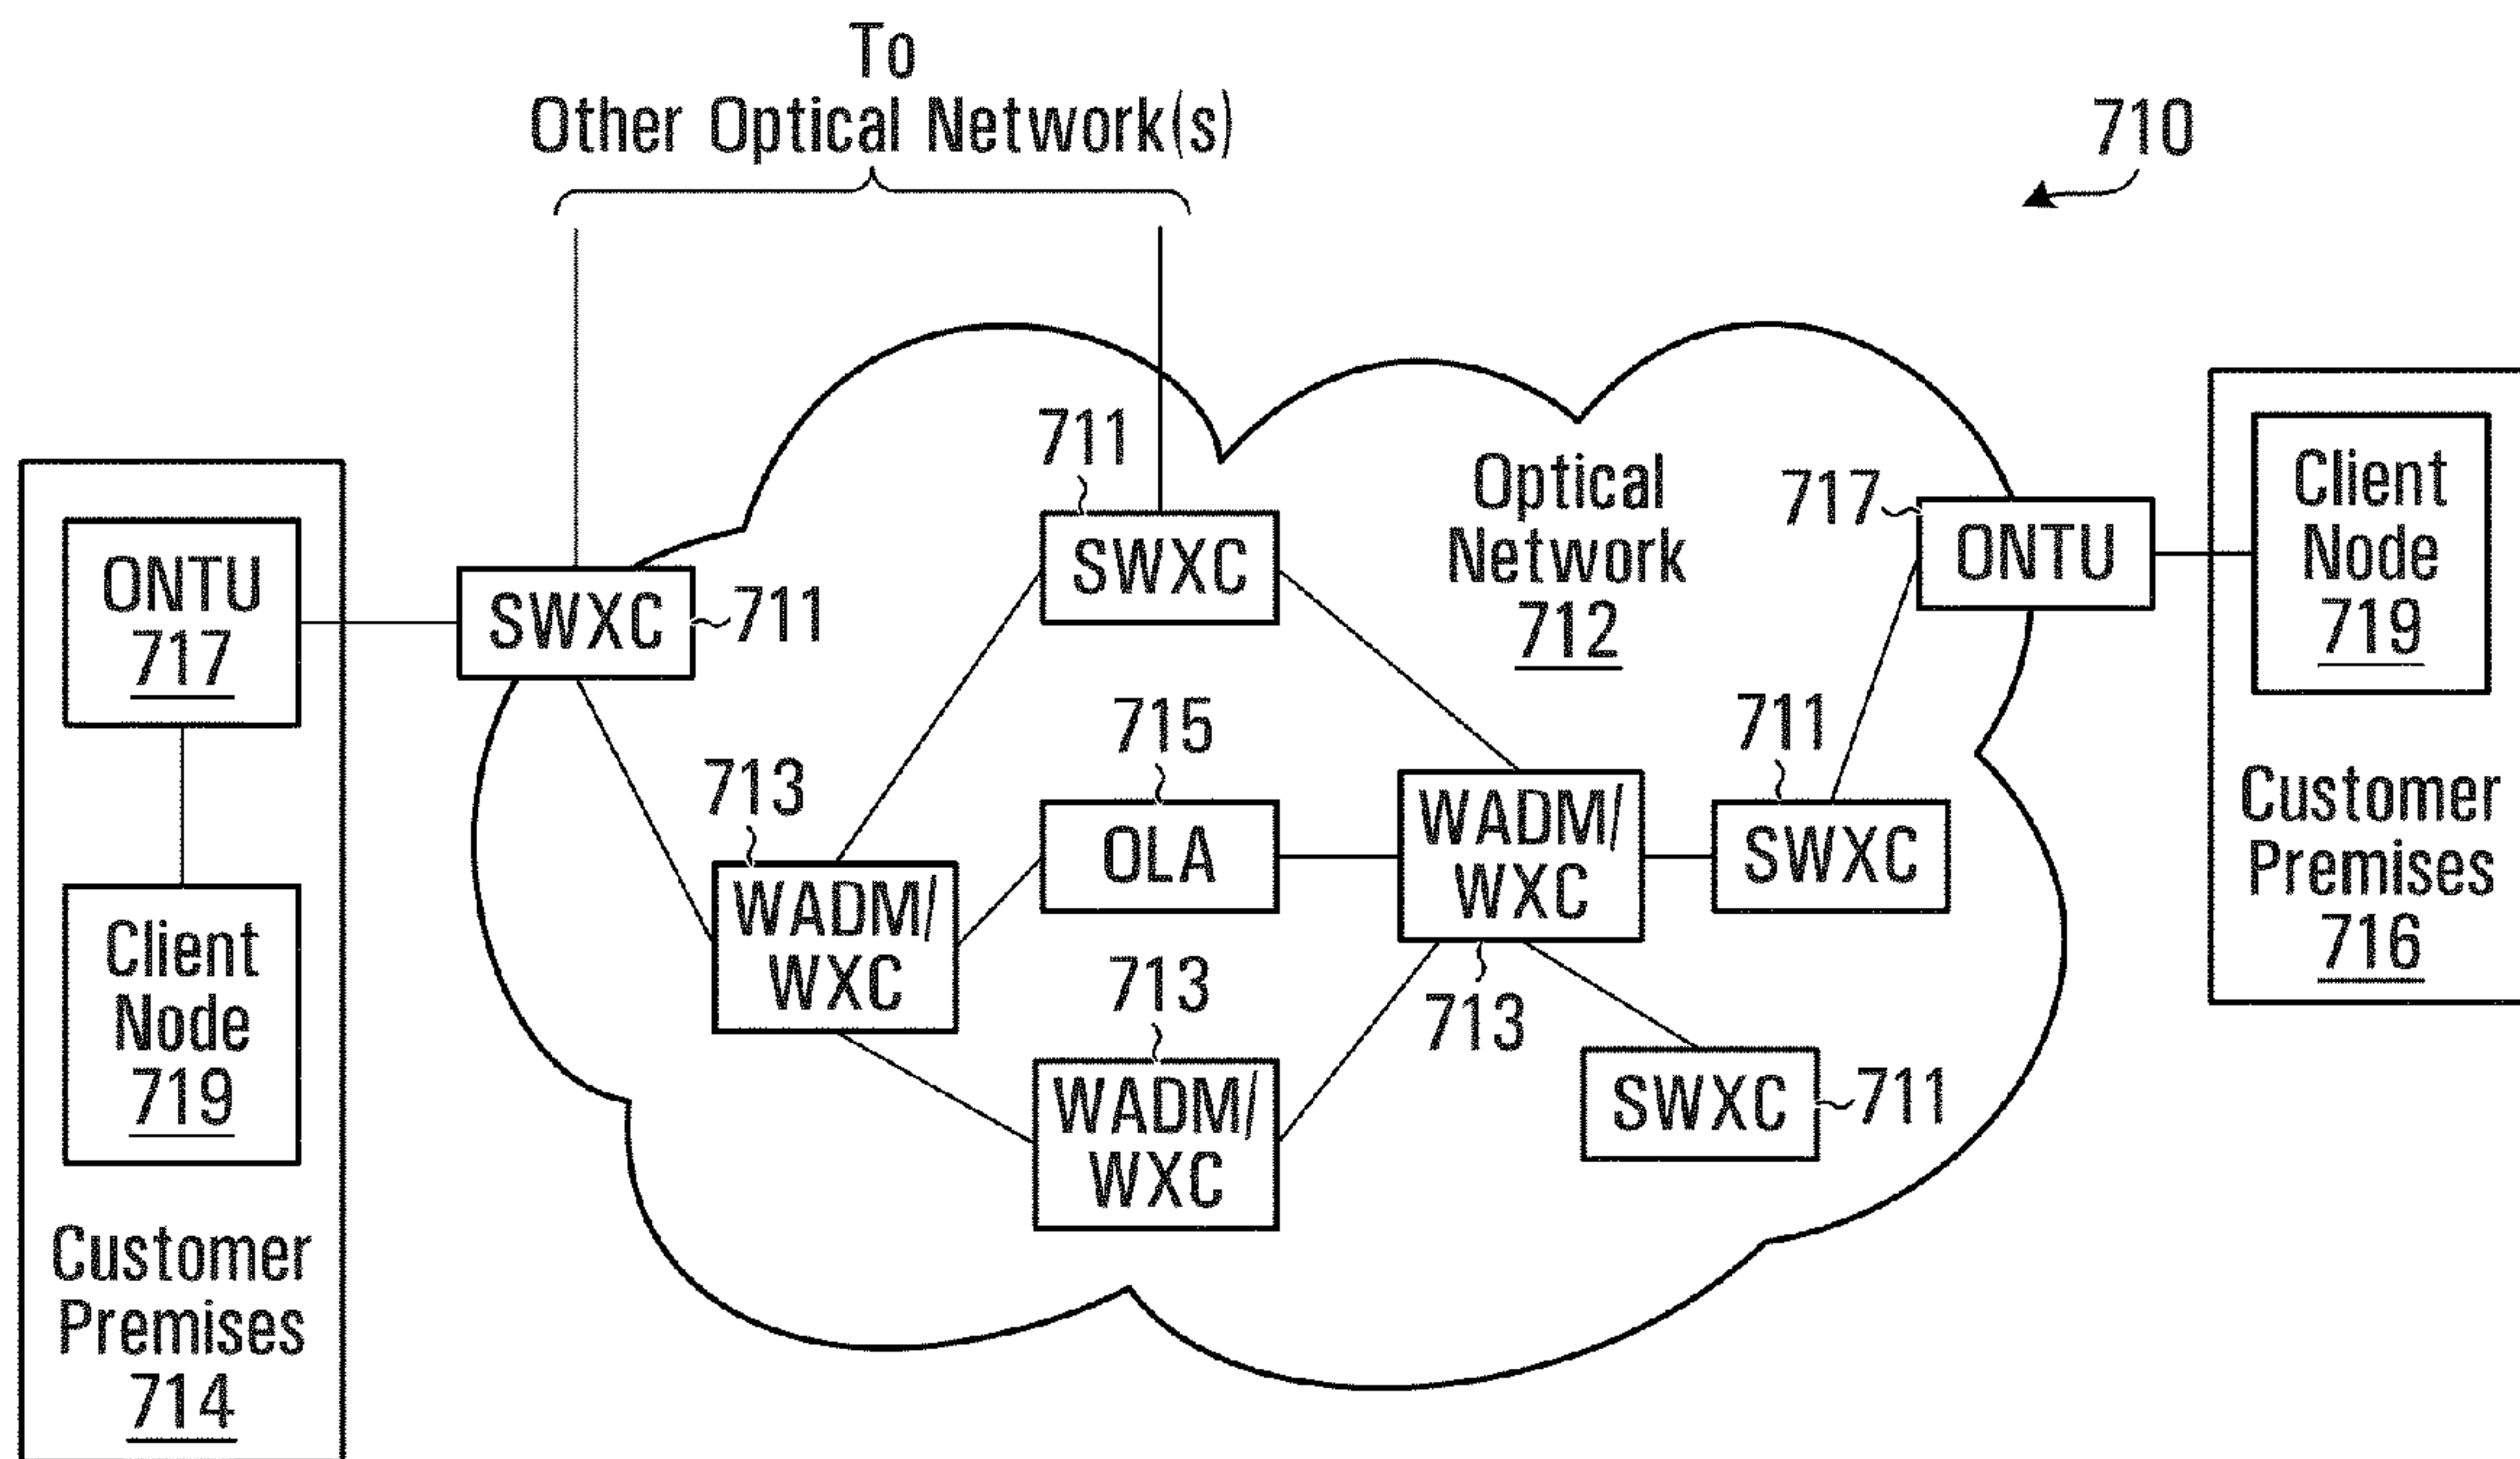 To
Other Optical Network(s)
710
711
Optical
Network
712
717
ONTU
Client
Node
719
Customer
Premises
716
ONTU
717
SWXC
711
SWXC
715
711
713
OLA
WADM/
WXC
SWXC
WADM/
WXC
713
713
Client
Node
719
WADM/
WXC
SWXC
711
Customer
Premises
714